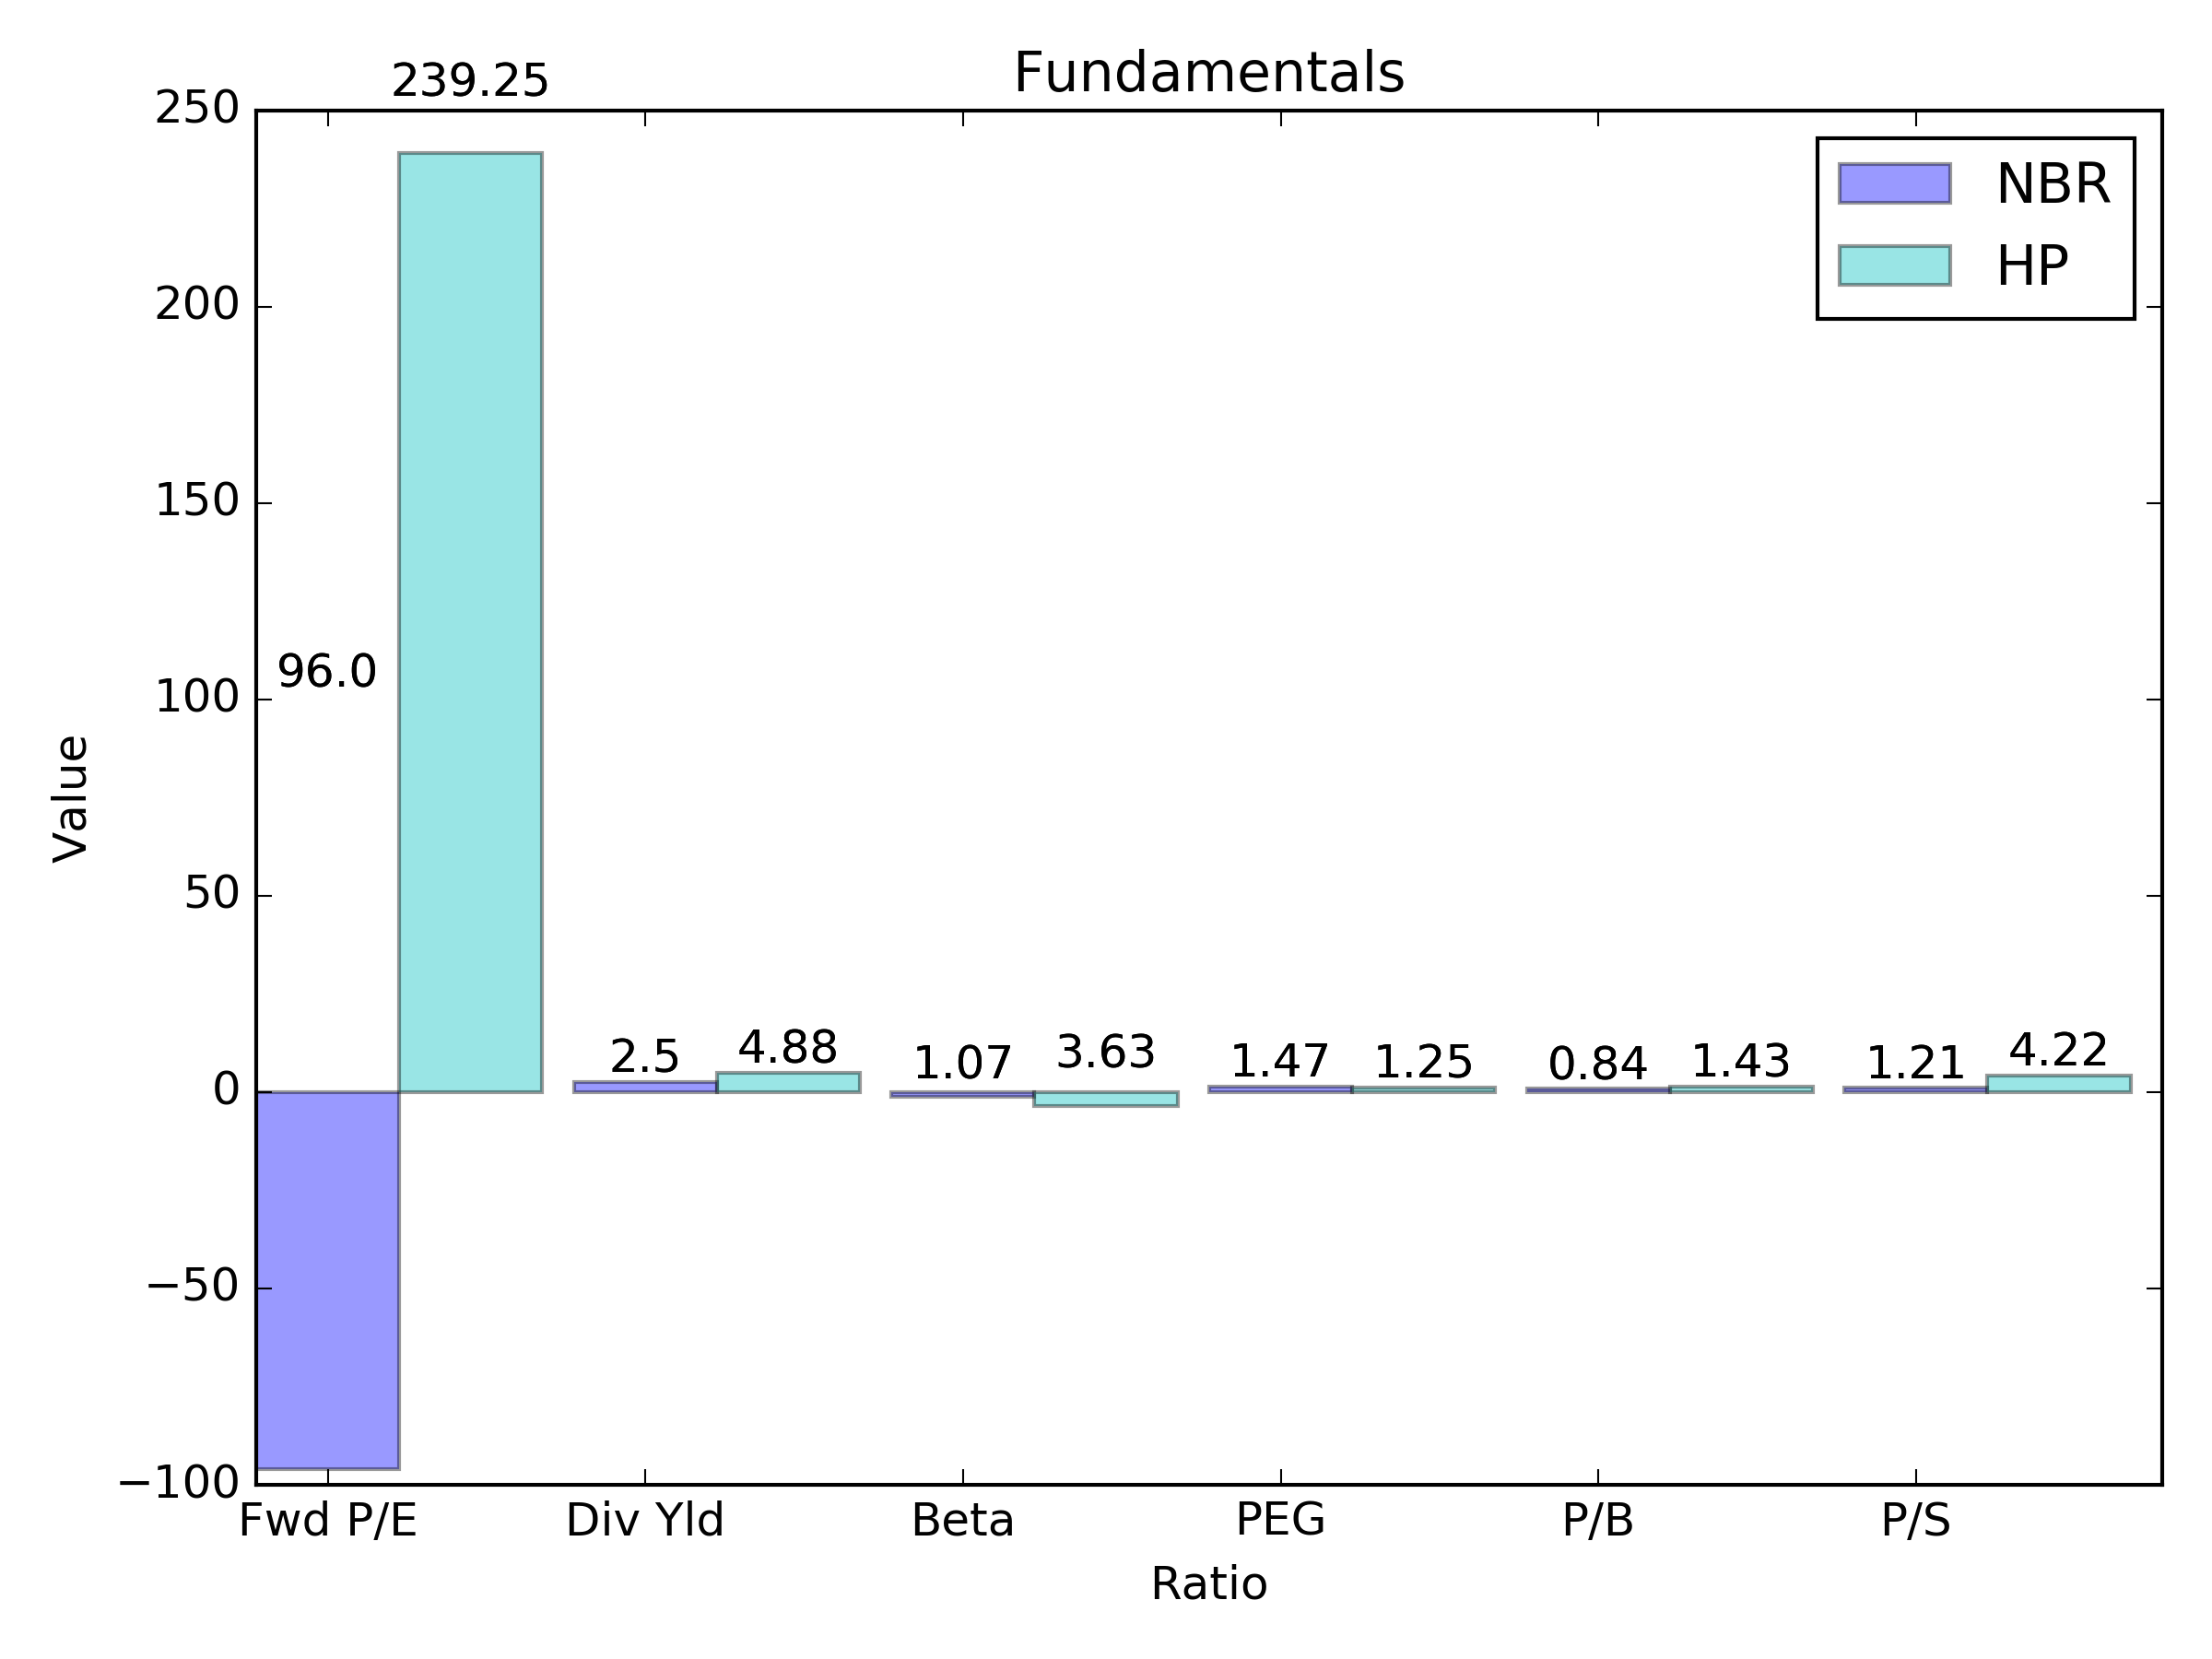 Fundamentals
239.25
250
200
150
100
50
0
−50
−100
NBR
HP
96.0
2.5
4.88
1.07
3.63
1.47
1.25
0.84
1.43
1.21
4.22
Value
Fwd P/E
Div Yld
Beta
PEG
P/B
P/S
Ratio